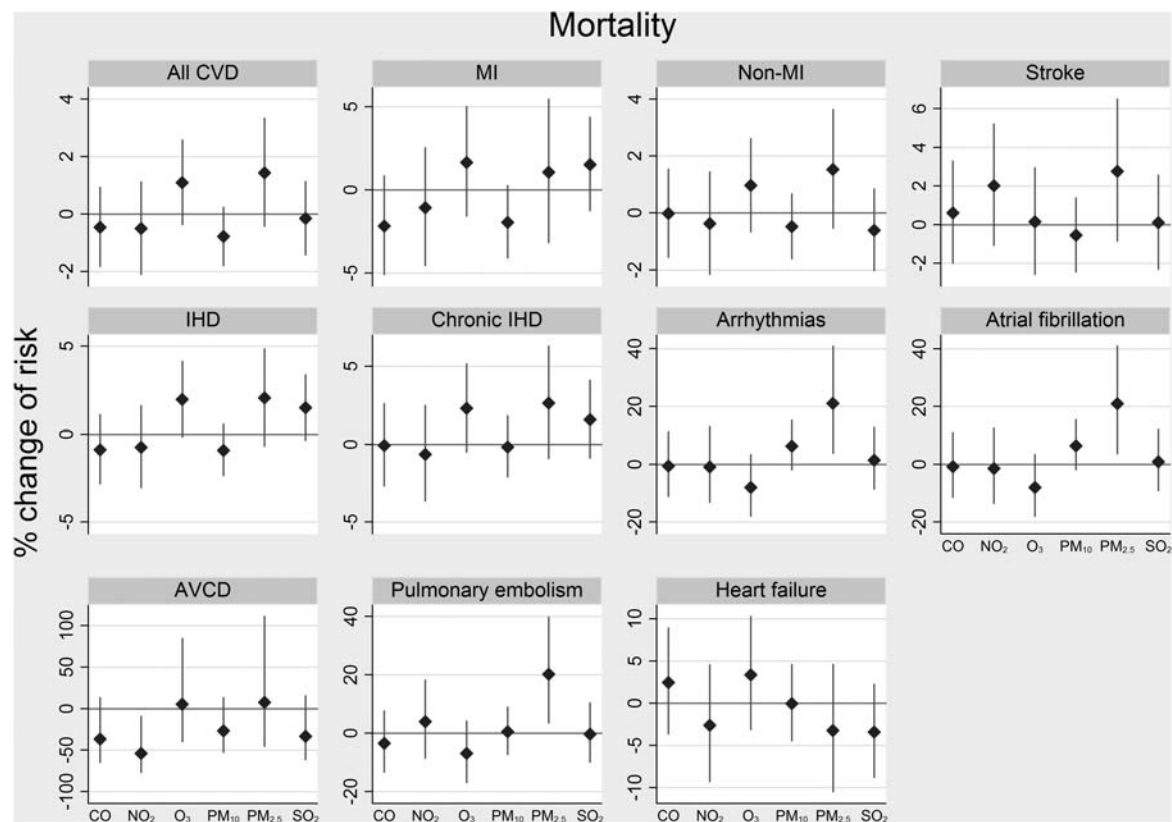 Mortality
% change of risk
All CVD
4
2
0
-2
MI
5
0
-5
Non-MI
4
2
0
-2
Stroke
6
4
2
0
-2
IHD
5
0
-5
Chronic IHD
5
0
-5
Arrhythmias
40
20
0
-20
Atrial fibrillation
40
20
0
-20
CO NO₂ O₃ PM₁₀ PM₂.₅ SO₂
AVCD
100
50
0
-50
-100
CO NO₂ O₃ PM₁₀ PM₂.₅ SO₂
Pulmonary embolism
40
20
0
-20
CO NO₂ O₃ PM₁₀ PM₂.₅ SO₂
Heart failure
10
5
0
-5
-10
CO NO₂ O₃ PM₁₀ PM₂.₅ SO₂